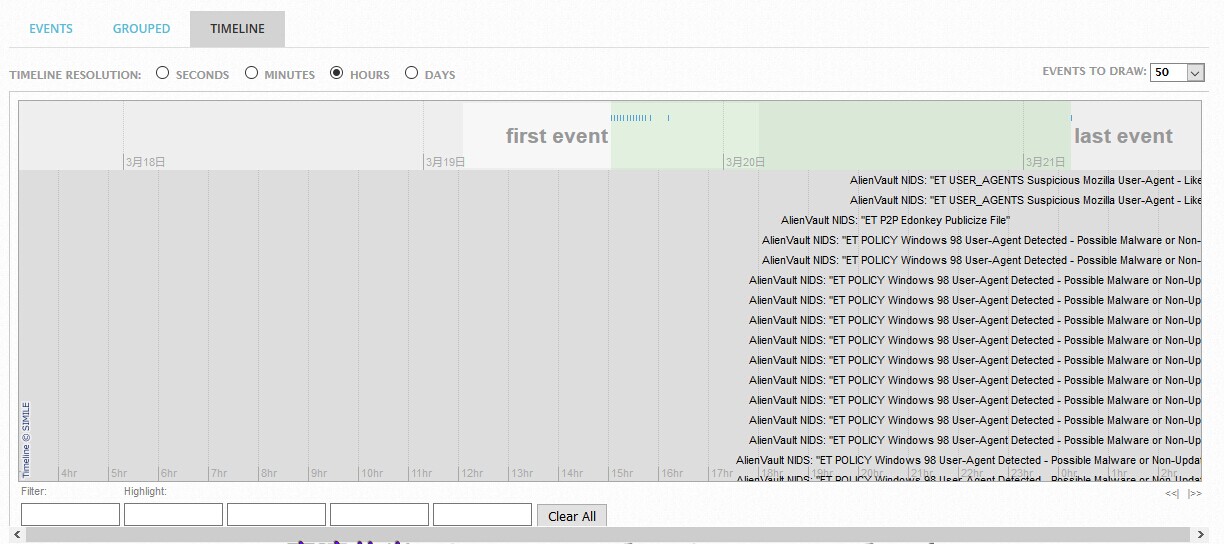 EVENTS GROUPED TIMELINE
TIMELINE RESOLUTION: SECONDS MINUTES HOURS DAYS EVENTS TO DRAW: 50
first event last event
3月18日 3月19日 3月20日 3月21日
AlienVault NIDS: "ET USER_AGENTS Suspicious Mozilla User-Agent - Like
AlienVault NIDS: "ET USER_AGENTS Suspicious Mozilla User-Agent - Like
AlienVault NIDS: "ET P2P Edonkey Publicize File"
AlienVault NIDS: "ET POLICY Windows 98 User-Agent Detected - Possible Malware or Non-
AlienVault NIDS: "ET POLICY Windows 98 User-Agent Detected - Possible Malware or Non-
AlienVault NIDS: "ET POLICY Windows 98 User-Agent Detected - Possible Malware or Non-Up
AlienVault NIDS: "ET POLICY Windows 98 User-Agent Detected - Possible Malware or Non-Up
AlienVault NIDS: "ET POLICY Windows 98 User-Agent Detected - Possible Malware or Non-Up
AlienVault NIDS: "ET POLICY Windows 98 User-Agent Detected - Possible Malware or Non-Up
AlienVault NIDS: "ET POLICY Windows 98 User-Agent Detected - Possible Malware or Non-Up
AlienVault NIDS: "ET POLICY Windows 98 User-Agent Detected - Possible Malware or Non-Up
AlienVault NIDS: "ET POLICY Windows 98 User-Agent Detected - Possible Malware or Non-Up
AlienVault NIDS: "ET POLICY Windows 98 User-Agent Detected - Possible Malware or Non-Up
AlienVault NIDS: "ET POLICY Windows 98 User-Agent Detected - Possible Malware or Non-Up
AlienVault NIDS: "ET POLICY Windows 98 User-Agent Detected - Possible Malware or Non-Updat
AlienVault NIDS: "ET POLICY Windows 98 User-Agent Detected - Possible Malware or Non-Updat
Timeline © SIMILE
4hr 5hr 6hr 7hr 8hr 9hr 10hr 11hr 12hr 13hr 14hr 15hr 16hr 17hr 18hr 19hr 20hr 21hr 22hr 23hr 0hr 1hr 2hr
Filter: Highlight: <<| |>>
Clear All